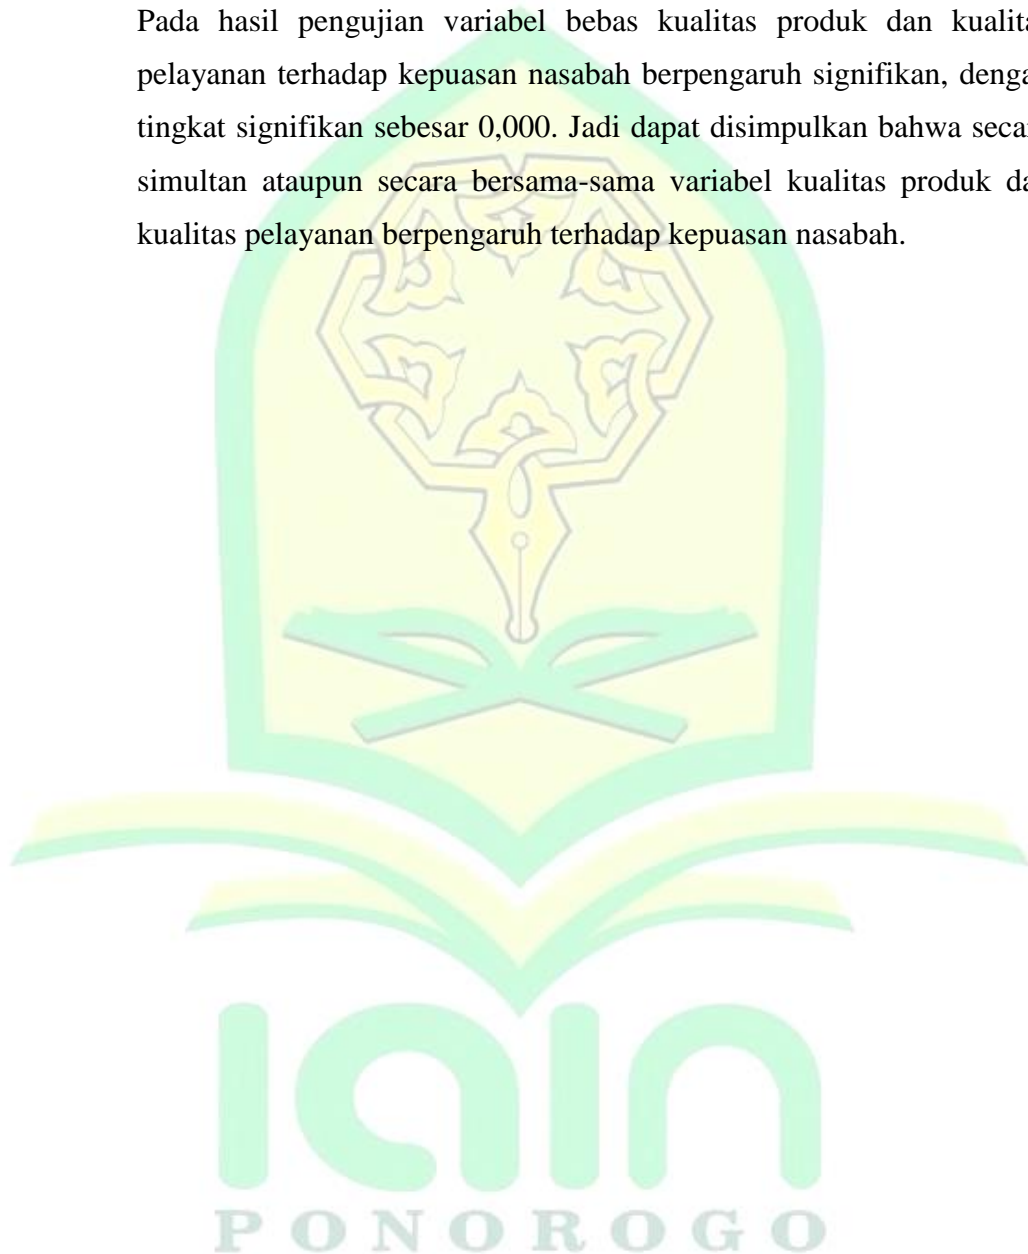 Pada hasil pengujian variabel bebas kualitas produk dan kualita
pelayanan terhadap kepuasan nasabah berpengaruh signifikan, denga
tingkat signifikan sebesar 0,000. Jadi dapat disimpulkan bahwa secar
simultan ataupun secara bersama-sama variabel kualitas produk da
kualitas pelayanan berpengaruh terhadap kepuasan nasabah.
iain
PONOROGO